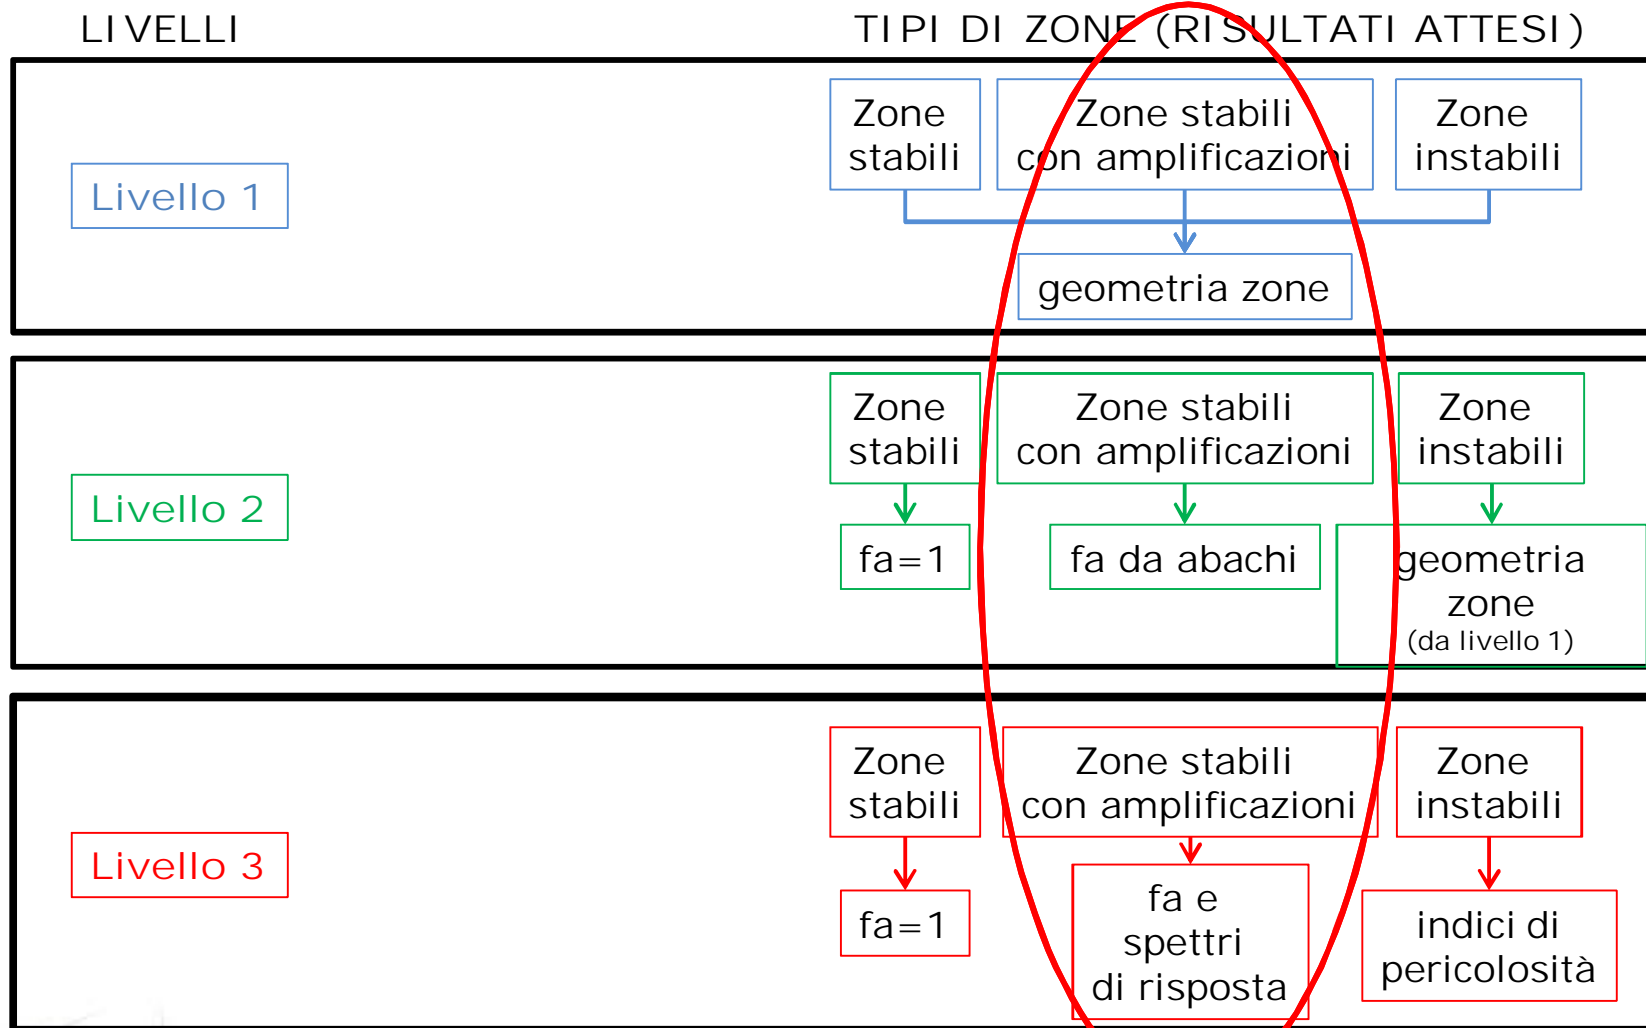 LIVELLI
TIPI DI ZONE (RISULTATI ATTESI)
Livello 1
Zone
stabili
Zone stabili
con amplificazioni
Zone
instabili
geometria zone
Livello 2
Zone
stabili
Zone stabili
con amplificazioni
Zone
instabili
fa=1
fa da abachi
geometria
zone
(da livello 1)
Livello 3
Zone
stabili
Zone stabili
con amplificazioni
Zone
instabili
fa=1
fa e
spettri
di risposta
indici di
pericolosità